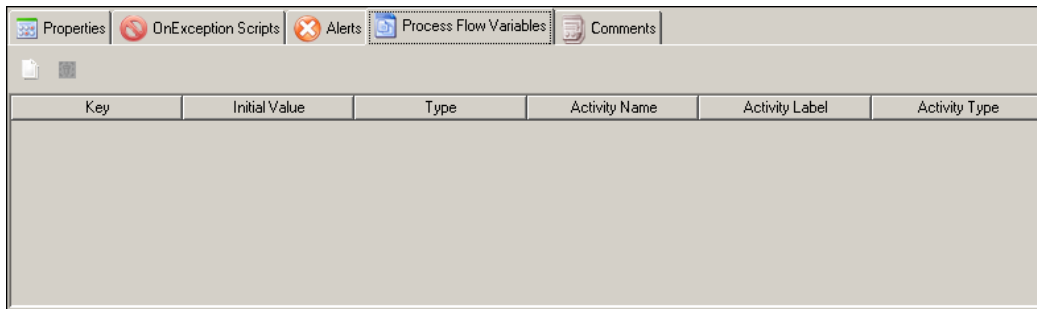 Properties OnException Scripts Alerts Process Flow Variables Comments
Key Initial Value Type Activity Name Activity Label Activity Type